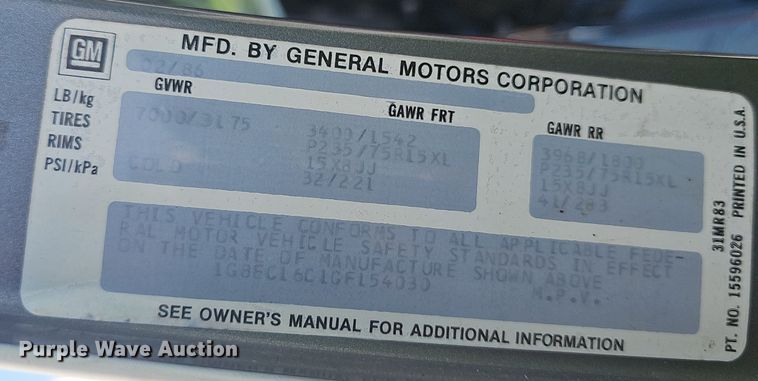 GM
MFD. BY GENERAL MOTORS CORPORATION
02/86
GVWR GAWR FRT GAWR RR
LB/kg 7000/3175 3400/1542 3968/1800
TIRES P235/75R15XL P235/75R15XL
RIMS 15X8JJ 15X8JJ
PSI/kPa COLD 32/221 41/283
THIS VEHICLE CONFORMS TO ALL APPLICABLE FEDE-
RAL MOTOR VEHICLE SAFETY STANDARDS IN EFFECT
ON THE DATE OF MANUFACTURE SHOWN ABOVE
1G8EC16C1GF154030 M.P.V.
SEE OWNER'S MANUAL FOR ADDITIONAL INFORMATION
31MR83
PT. NO. 15596026 PRINTED IN U.S.A.
Purple Wave Auction